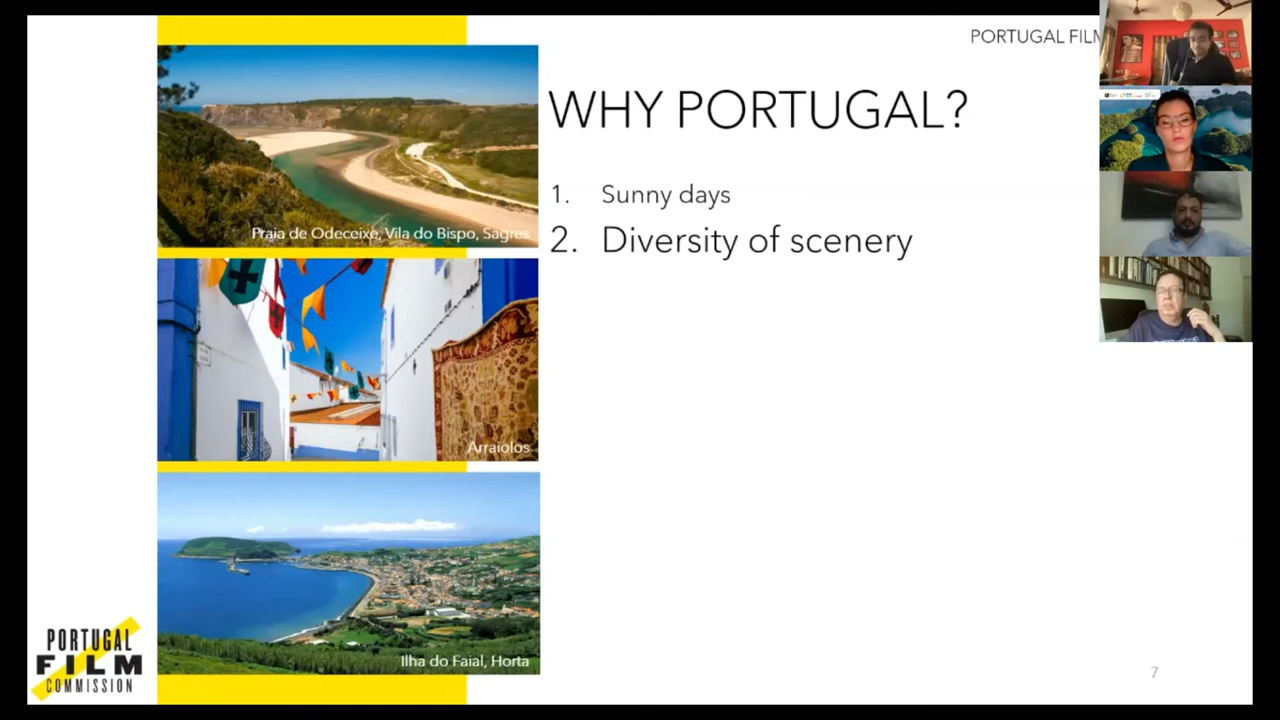 PORTUGAL FILM
WHY PORTUGAL?
1. Sunny days
2. Diversity of scenery
Praia de Odeceixe, Vila do Bispo, Sagres
Arraiolos
Ilha do Faial, Horta
PORTUGAL
FILM
COMMISSION
7